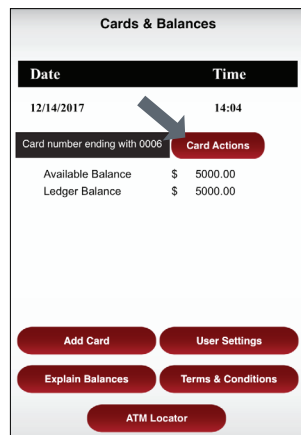 Cards & Balances
Date Time
12/14/2017 14:04
Card number ending with 0006 Card Actions
Available Balance $ 5000.00
Ledger Balance $ 5000.00
Add Card User Settings
Explain Balances Terms & Conditions
ATM Locator